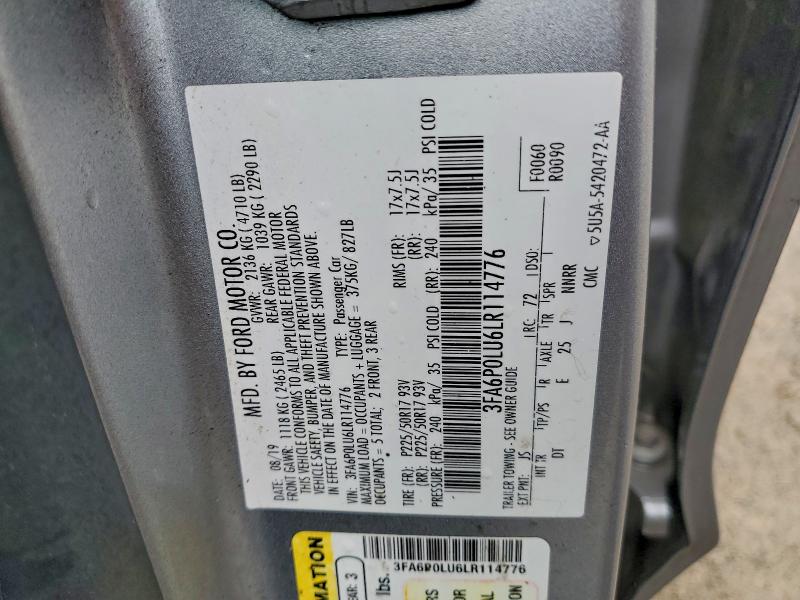 MFD. BY FORD MOTOR CO.
DATE: 08/19 GVWR: 2136 KG ( 4710 LB)
FRONT GAWR: 1118 KG ( 2465 LB) REAR GAWR: 1039 KG ( 2290 LB)
THIS VEHICLE CONFORMS TO ALL APPLICABLE FEDERAL MOTOR
VEHICLE SAFETY, BUMPER, AND THEFT PREVENTION STANDARDS
IN EFFECT ON THE DATE OF MANUFACTURE SHOWN ABOVE.
VIN: 3FA6P0LU6LR114776 TYPE: Passenger Car
MAXIMUM LOAD = OCCUPANTS + LUGGAGE = 375KG/ 827LB
OCCUPANTS = 5 TOTAL; 2 FRONT, 3 REAR
TIRE (FR): P225/50R17 93V RIMS (FR): 17x7.5J
(RR): P225/50R17 93V (RR): 17x7.5J
PRESSURE (FR): 240 kPa/ 35 PSI COLD (RR): 240 kPa/ 35 PSI COLD
3FA6P0LU6LR114776
TRAILER TOWING - SEE OWNER GUIDE
F0060
R0090
EXT PNT: JS RC: 72 DSO:
INT TR TP/PS R AXLE TR SPR
DT E 25 J NNRR
CMC ▽5U5A-5420472-AA
3FA6P0LU6LR114776
MATION
EAR: 3
lbs.